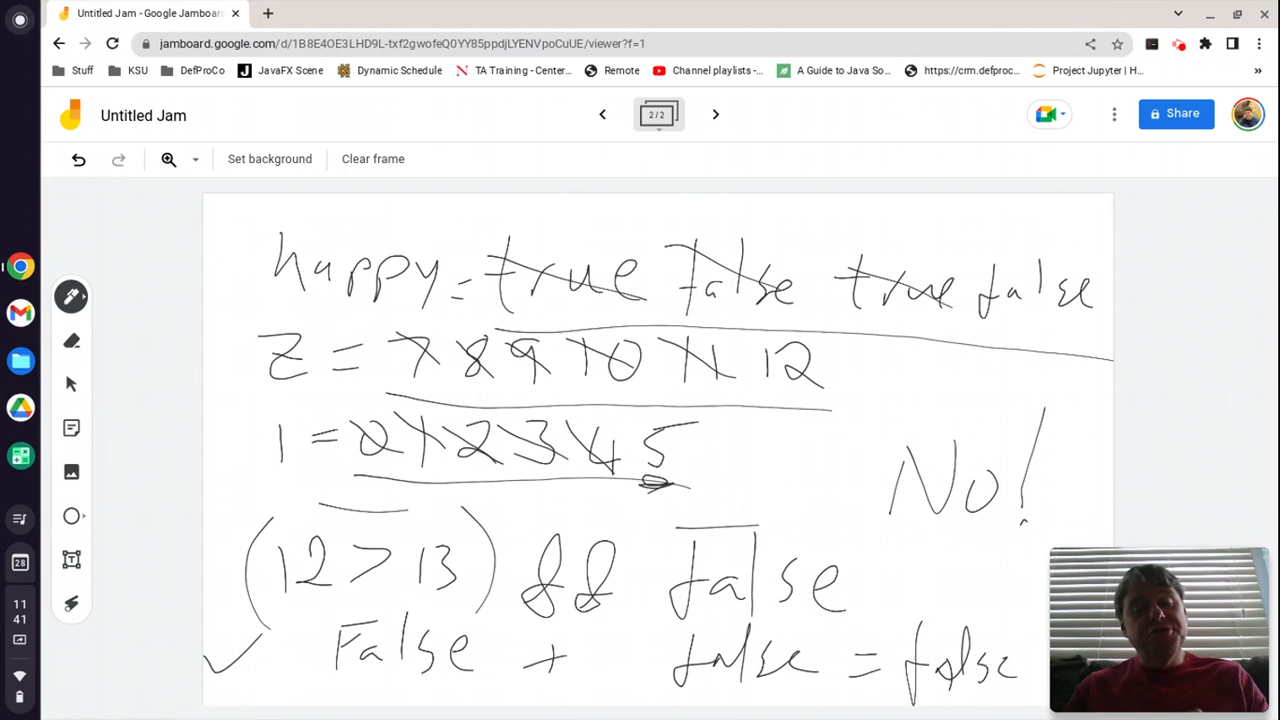 Untitled Jam - Google Jamboard
jamboard.google.com/d/1B8E4OE3LHD9L-txf2gwofeQ0YY85ppdjLYENVpoCuUE/viewer?f=1
Stuff KSU DefProCo JavaFX Scene Dynamic Schedule TA Training - Center... Remote Channel playlists -... A Guide to Java So... https://crm.defproc... Project Jupyter | H... »
Untitled Jam
2/2
Share
Set background Clear frame
happy = true false true false
z = 7 8 9 10 11 12
1 = 0 1 2 3 4 5
No!
(12 > 13) && false
False + false = false
28
11
41